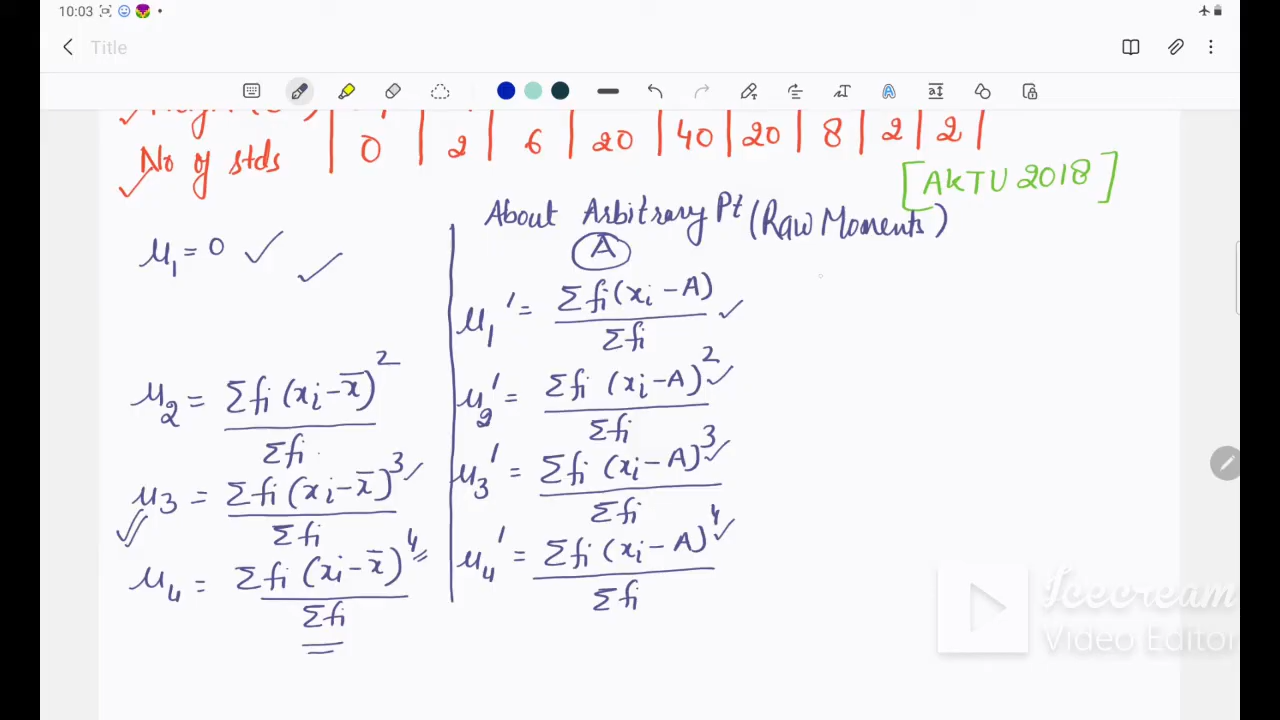 10:03
Title
No of stds | 0 | 2 | 6 | 20 | 40 | 20 | 8 | 2 | 2 |
[AKTU 2018]
About Arbitrary Pt (Raw Moments)
A
μ₁ = 0
μ₁' = Σfi(xi - A) / Σfi
μ₂ = Σfi (xi - x̄)² / Σfi
μ₂' = Σfi (xi - A)² / Σfi
μ₃ = Σfi (xi - x̄)³ / Σfi
μ₃' = Σfi (xi - A)³ / Σfi
μ₄ = Σfi (xi - x̄)⁴ / Σfi
μ₄' = Σfi (xi - A)⁴ / Σfi
Icecream
Video Editor